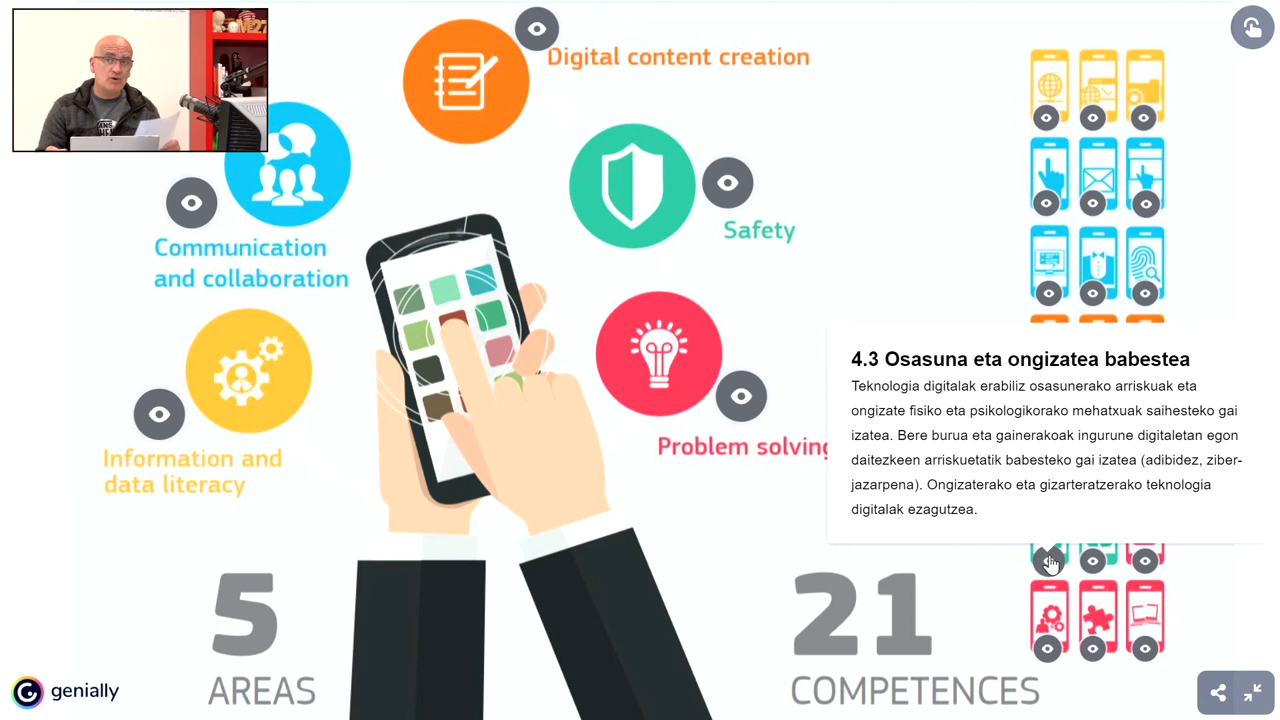 Digital content creation
Safety
Communication
and collaboration
Information and
data literacy
Problem solving
4.3 Osasuna eta ongizatea babestea
Teknologia digitalak erabiliz osasunerako arriskuak eta
ongizate fisiko eta psikologikorako mehatxuak saihesteko gai
izatea. Bere burua eta gainerakoak ingurune digitaletan egon
daitezkeen arriskuetatik babesteko gai izatea (adibidez, ziber-
jazarpena). Ongizaterako eta gizarteratzerako teknologia
digitalak ezagutzea.
5
AREAS
21
COMPETENCES
genially